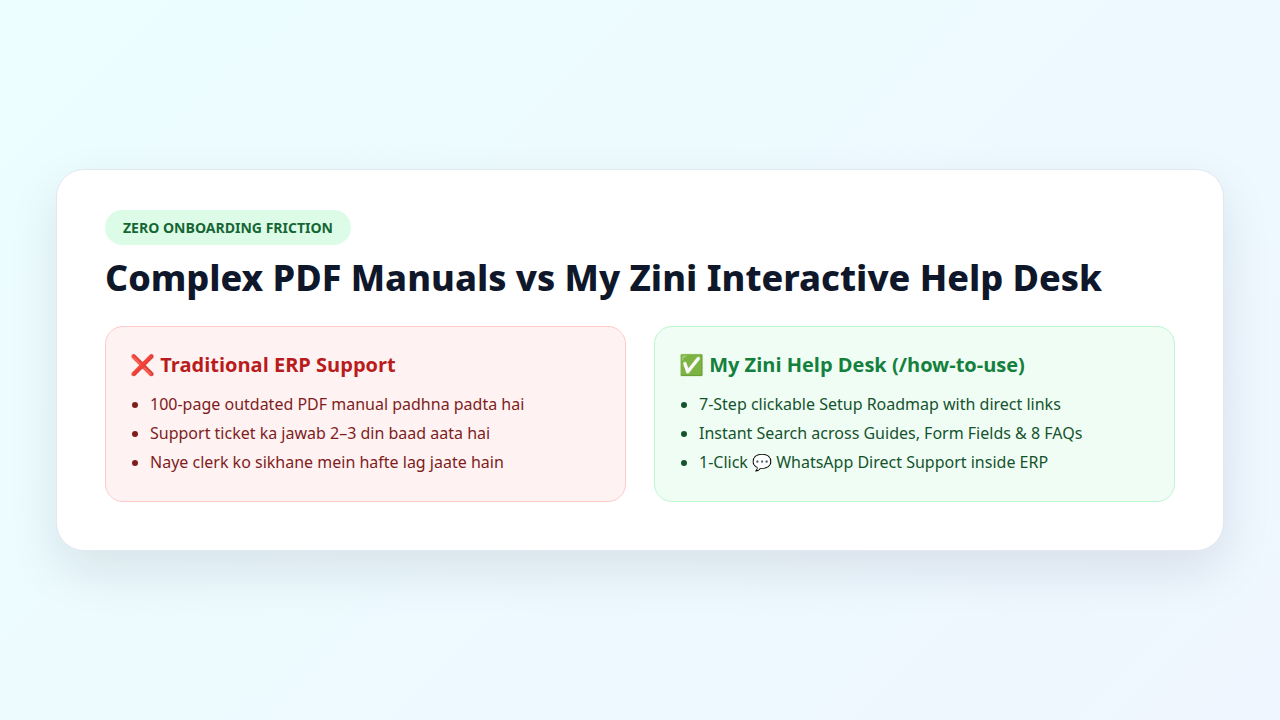 ZERO ONBOARDING FRICTION
Complex PDF Manuals vs My Zini Interactive Help Desk
❌ Traditional ERP Support
• 100-page outdated PDF manual padhna padta hai
• Support ticket ka jawab 2–3 din baad aata hai
• Naye clerk ko sikhane mein hafte lag jaate hain
✅ My Zini Help Desk (/how-to-use)
• 7-Step clickable Setup Roadmap with direct links
• Instant Search across Guides, Form Fields & 8 FAQs
• 1-Click 💬 WhatsApp Direct Support inside ERP